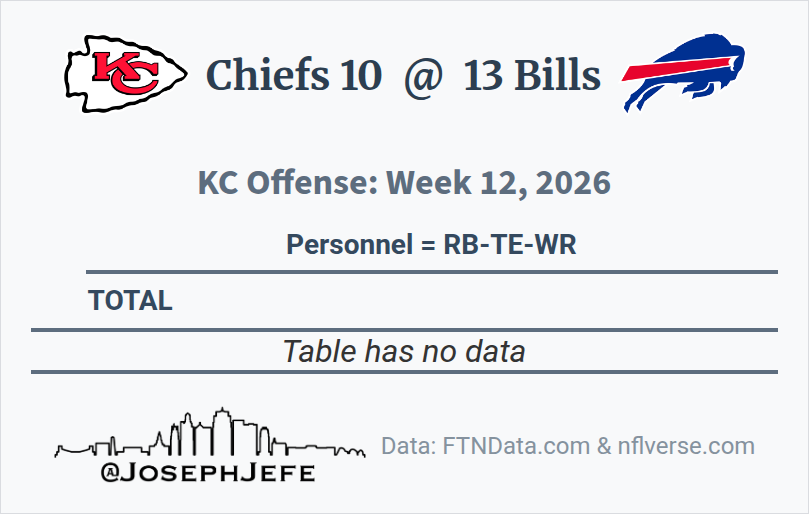 KC Chiefs 10 @ 13 Bills
KC Offense: Week 12, 2026
Personnel = RB-TE-WR
TOTAL
Table has no data
@JOSEPHJEFE
Data: FTNData.com & nflverse.com